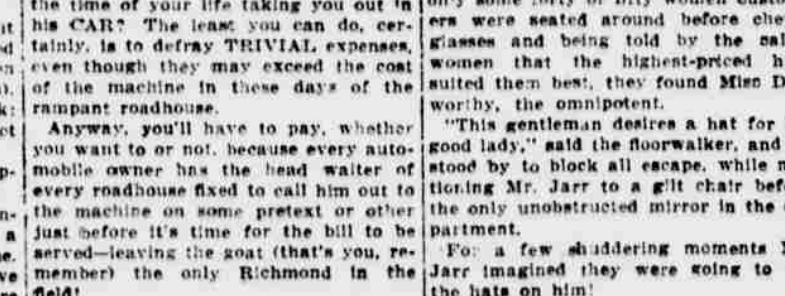 the time of your life taking you out in
his CAR? The least you can do, cer-
tainly, is to defray TRIVIAL expenses,
even though they may exceed the cost
of the machine in these days of the
rampant roadhouse.
Anyway, you'll have to pay, whether
you want to or not, because every auto-
mobile owner has the head waiter of
every roadhouse fixed to call him out to
the machine on some pretext or other
just before it's time for the bill to be
served—leaving the goat (that's you, re-
member) the only Richmond in the
field!
ers were seated around before
glasses and being told by the
women that the highest-priced
suited them best, they found Miss
worthy, the omnipotent.
"This gentleman desires a hat for
good lady," said the floorwalker, and
stood by to block all escape, while
tioning Mr. Jarr to a gilt chair
the only unobstructed mirror in the
partment.
For a few shuddering moments
Jarr imagined they were going to
the hats on him!